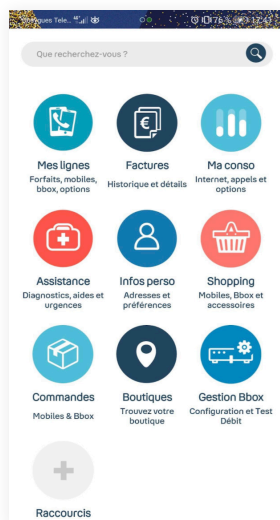 Que recherchez-vous ?
Mes lignes
Forfaits, mobiles,
bbox, options
Factures
Historique et détails
Ma conso
Internet, appels et
options
Assistance
Diagnostics, aides et
urgences
Infos perso
Adresses et
préférences
Shopping
Mobiles, Bbox et
accessoires
Commandes
Mobiles & Bbox
Boutiques
Trouvez votre
boutique
Gestion Bbox
Configuration et Test
Débit
Raccourcis